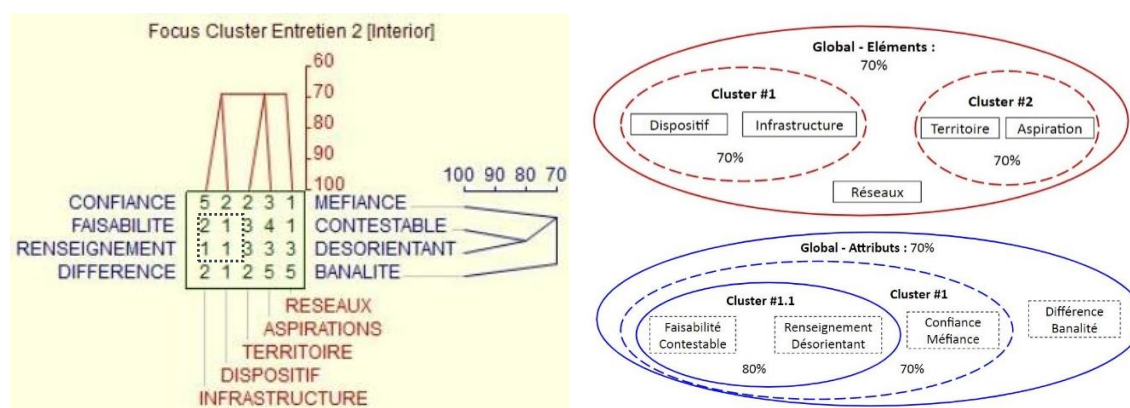 Focus Cluster Entretien 2 [Interior]
60
70
80
90
100
100 90 80 70
CONFIANCE 5 2 2 3 1 MEFIANCE
FAISABILITE 2 1 3 4 1 CONTESTABLE
RENSEIGNEMENT 1 1 3 3 3 DESORIENTANT
DIFFERENCE 2 1 2 5 5 BANALITE
RESEAUX
ASPIRATIONS
TERRITOIRE
DISPOSITIF
INFRASTRUCTURE
Global - Eléments :
70%
Cluster #1
Dispositif Infrastructure
70%
Cluster #2
Territoire Aspiration
70%
Réseaux
Global - Attributs : 70%
Cluster #1.1
Faisabilité
Contestable
Renseignement
Désorientant
80%
Cluster #1
Confiance
Méfiance
70%
Différence
Banalité